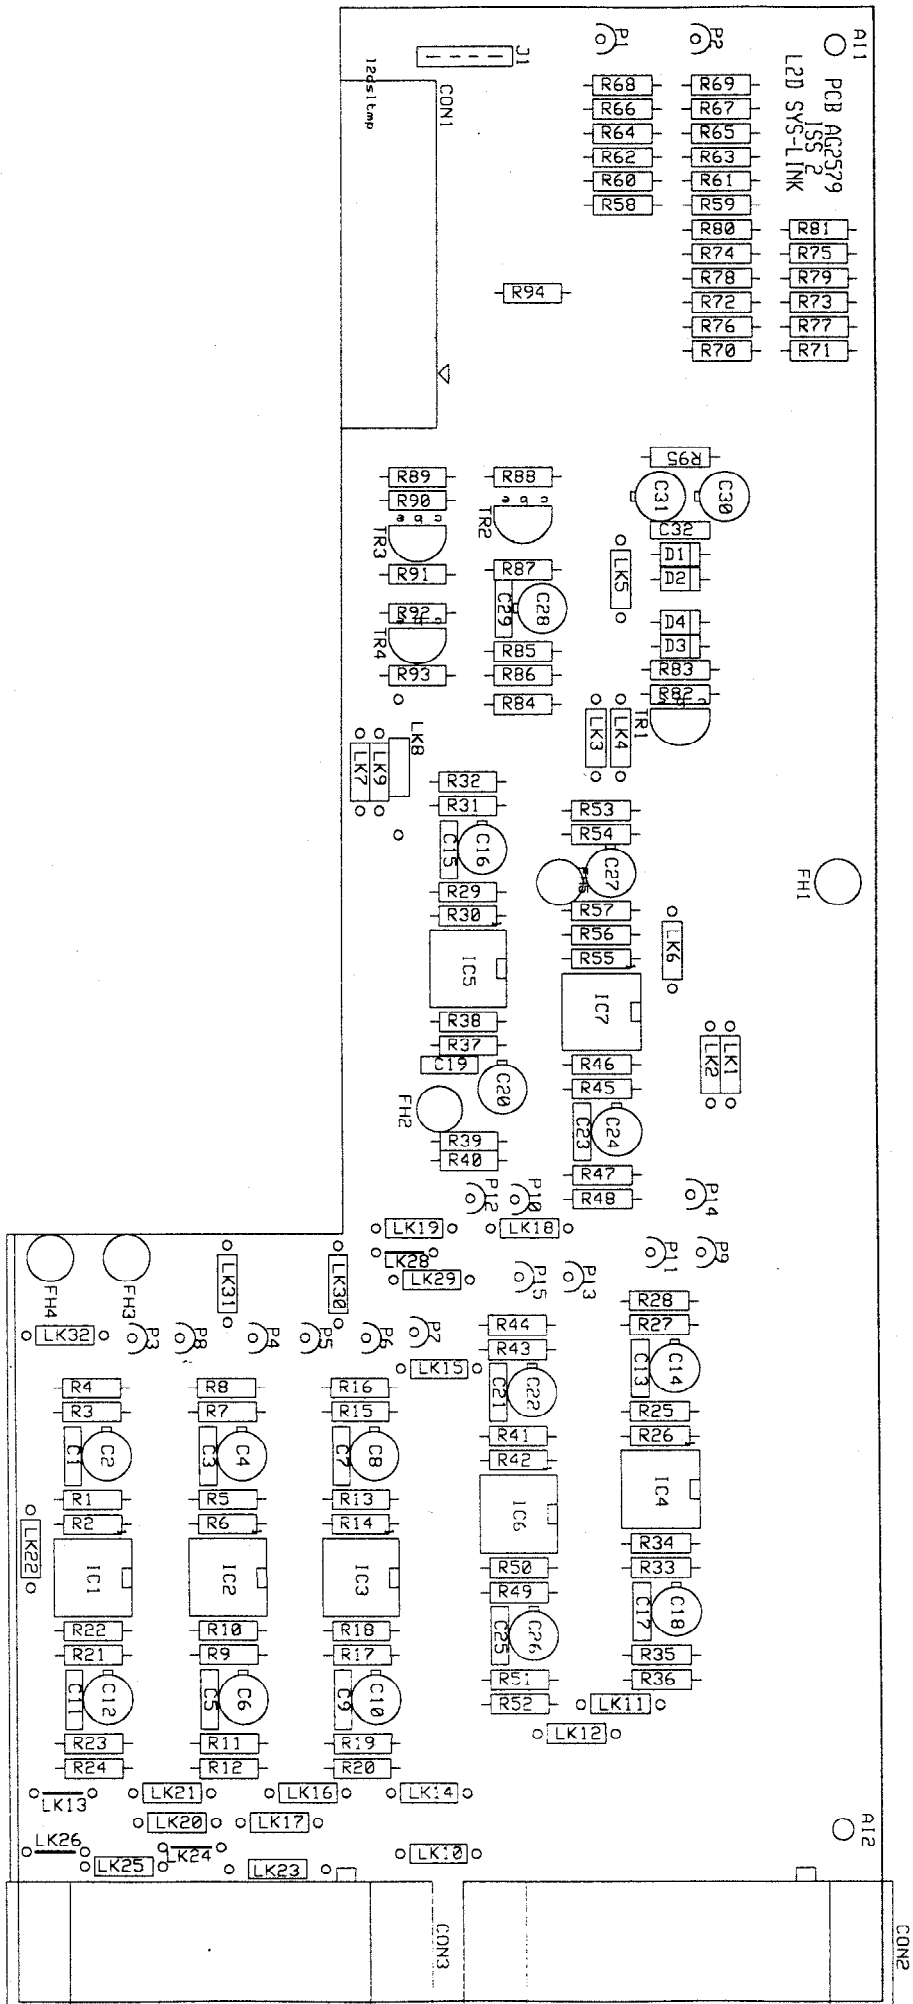 AI1
PCB AG2579
ISS 2
L2D SYS-LINK
P1
P2
J1
l2dsltmp
CON1
R68
R69
R66
R67
R64
R65
R62
R63
R60
R61
R58
R59
R80
R81
R74
R75
R78
R79
R94
R72
R73
R76
R77
R70
R71
R95
R89
R88
C31
C30
R90
c b e
c b e
TR3
TR2
C32
D1
R91
R87
LK5
D2
C29
C28
R92
D4
TR4
D3
R85
R93
R86
R83
R84
R82
TR1
LK8
LK3
LK4
LK7
LK9
R32
R31
R53
R54
C15
C16
C27
FH1
FH5
R29
R30
R57
R56
R55
LK6
IC5
IC7
R38
R37
C19
R46
R45
LK2
LK1
C20
FH2
C23
C24
R39
R40
R47
R48
P12
P10
P14
LK19
LK18
LK28
P11
P9
LK29
LK31
LK30
P15
P13
FH4
FH3
R28
LK32
P3
P8
P4
P5
P6
P7
R44
R27
R43
LK15
C13
C14
R4
R8
R16
C21
C22
R3
R7
R15
R25
R41
R26
C1
C2
C3
C4
C7
C8
R42
R1
R5
R13
IC6
IC4
R2
R6
R14
LK22
IC1
IC2
IC3
R34
R50
R33
R49
R22
R10
R18
C17
C18
R21
R9
R17
C25
C26
R35
R51
R36
C11
C12
C5
C6
C9
C10
R52
LK11
R23
R11
R19
LK12
R24
R12
R20
LK13
LK21
LK16
LK14
LK20
LK17
AI2
LK26
LK24
LK10
LK25
LK23
CON3
CON2